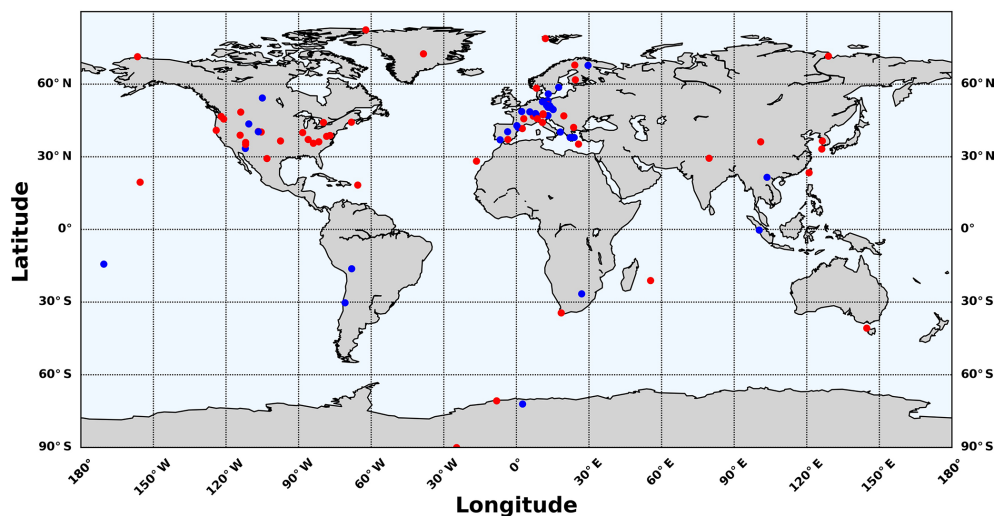 60° N
60° N
30° N
30° N
0°
0°
30° S
30° S
60° S
60° S
90° S
90° S
180°
150° W
120° W
90° W
60° W
30° W
0°
30° E
60° E
90° E
120° E
150° E
180°
Latitude
Longitude